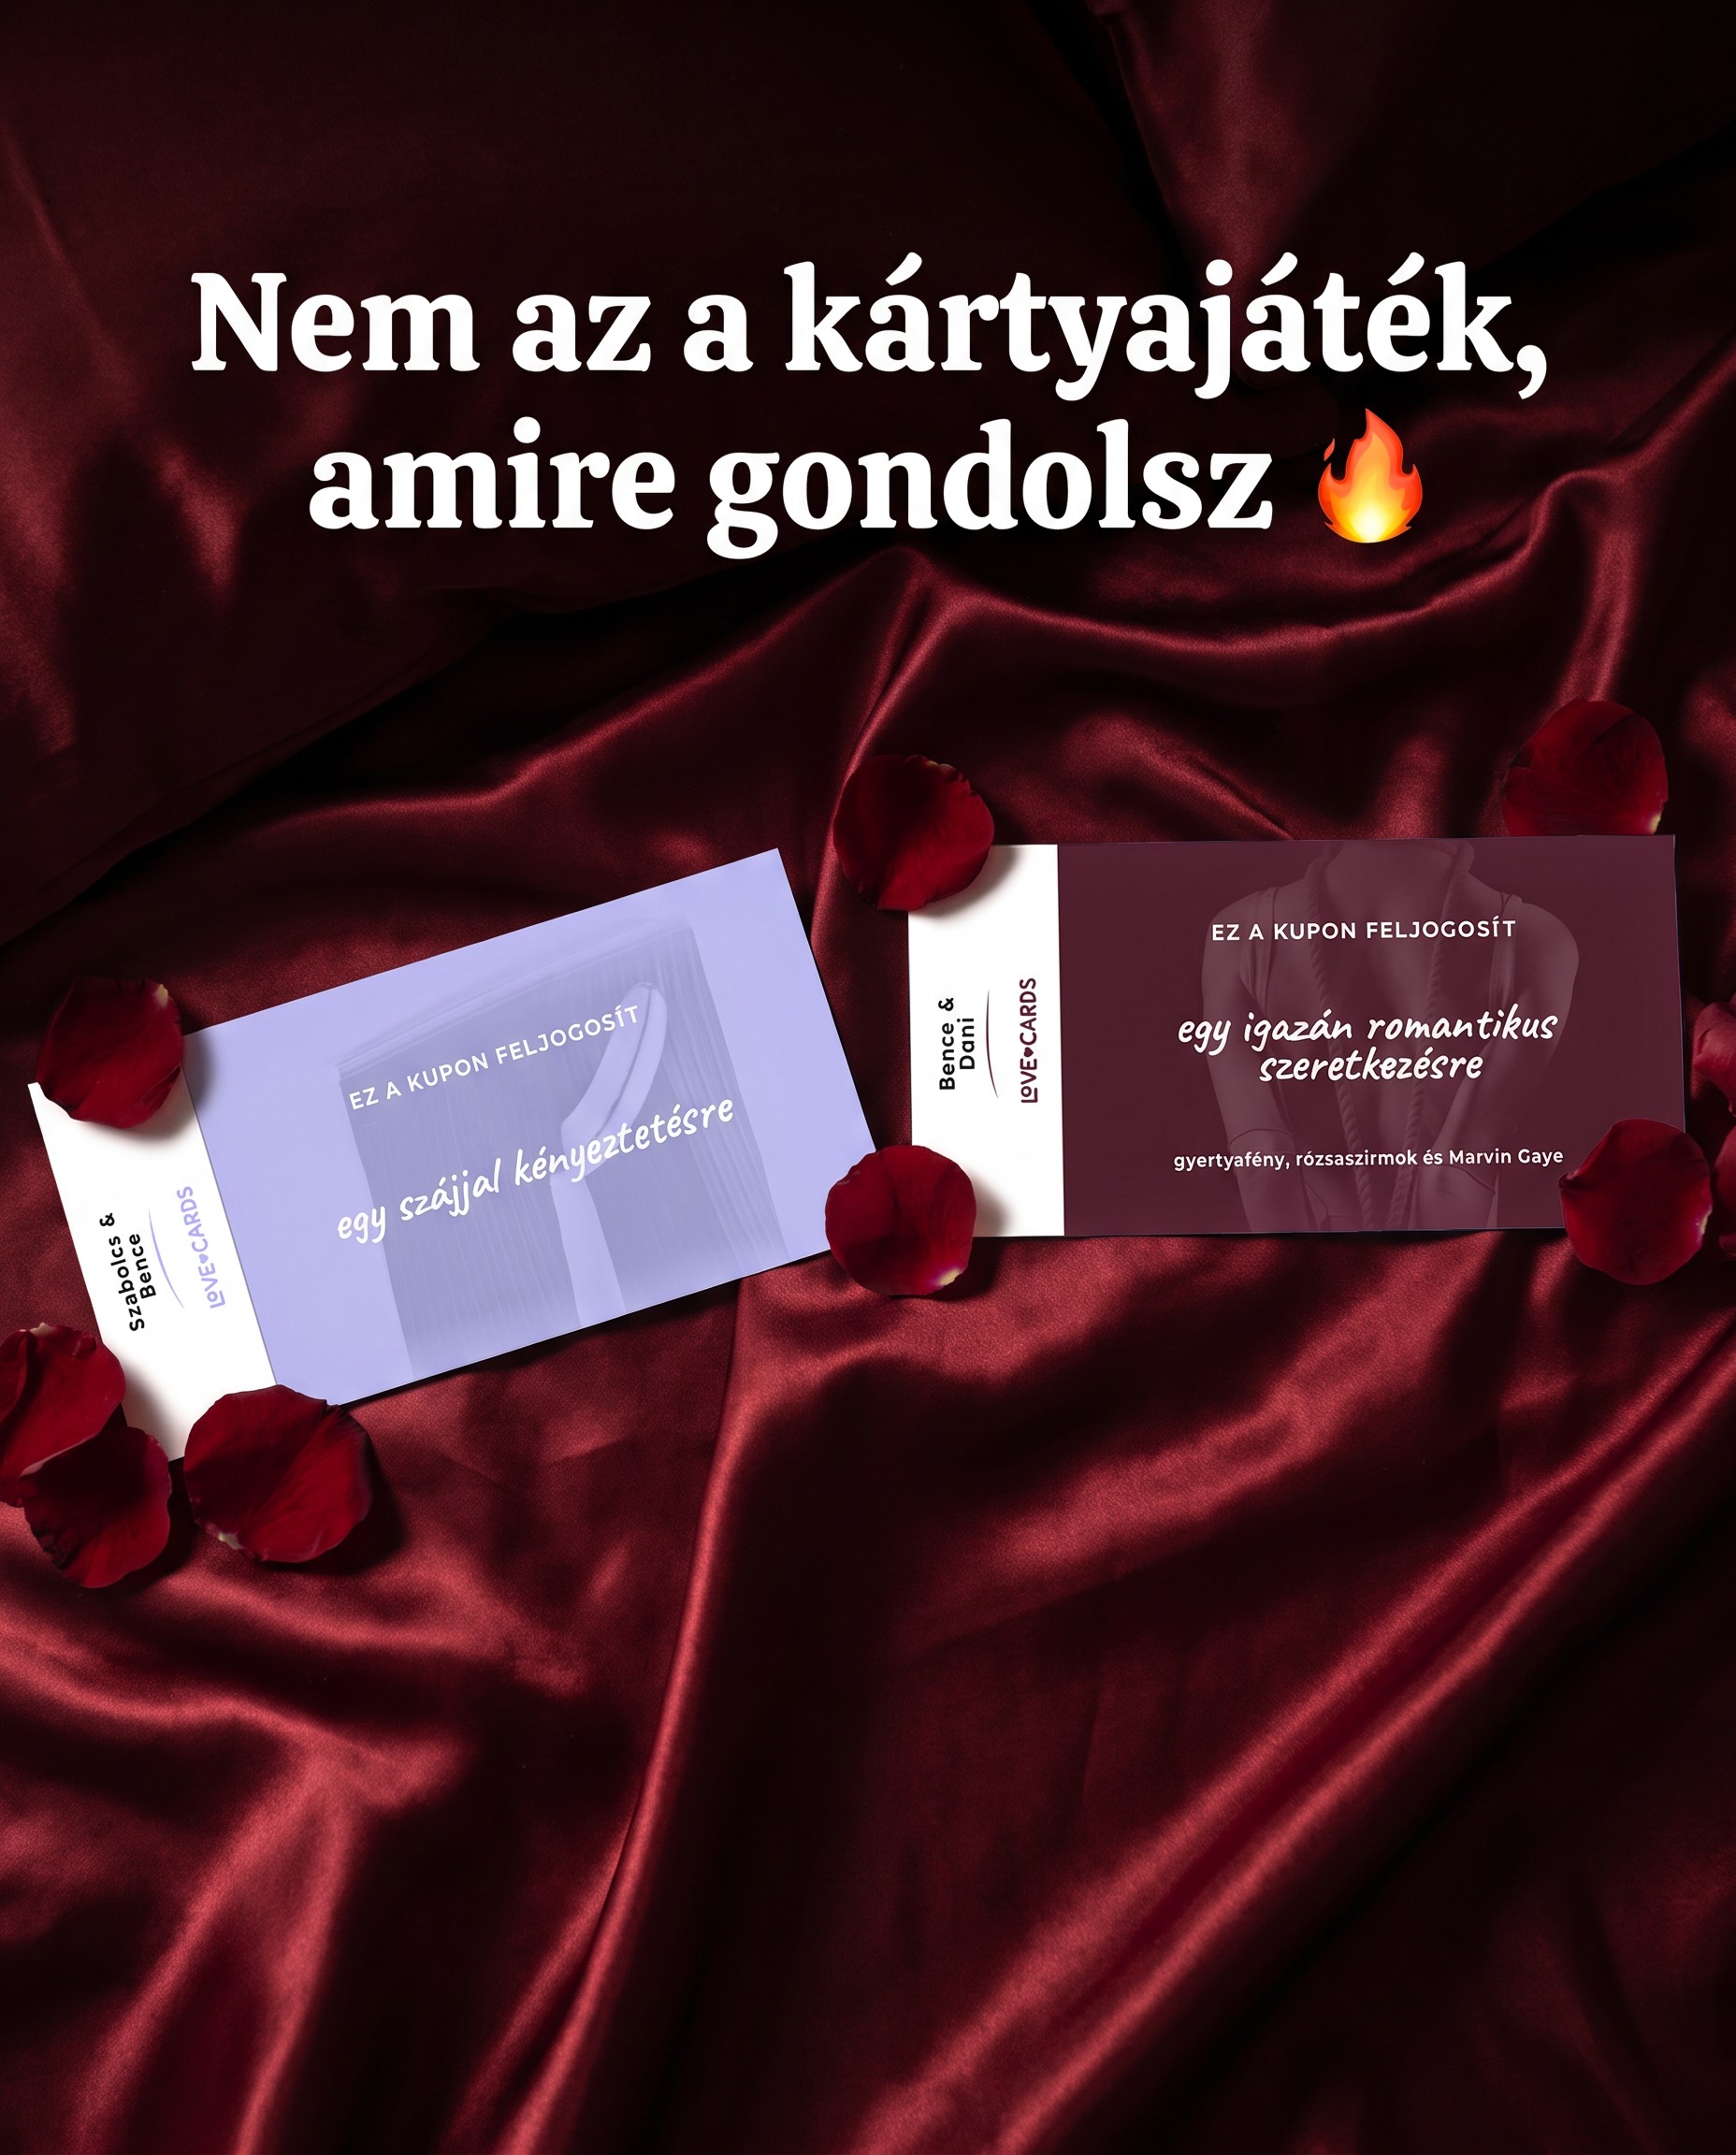 Nem az a kártyajáték,
amire gondolsz 🔥
Szabolcs &
Bence
LOVE♥CARDS
EZ A KUPON FELJOGOSÍT
egy szájjal kényeztetésre
Bence &
Dani
LOVE♥CARDS
EZ A KUPON FELJOGOSÍT
egy igazán romantikus
szeretkezésre
gyertyafény, rózsaszirmok és Marvin Gaye